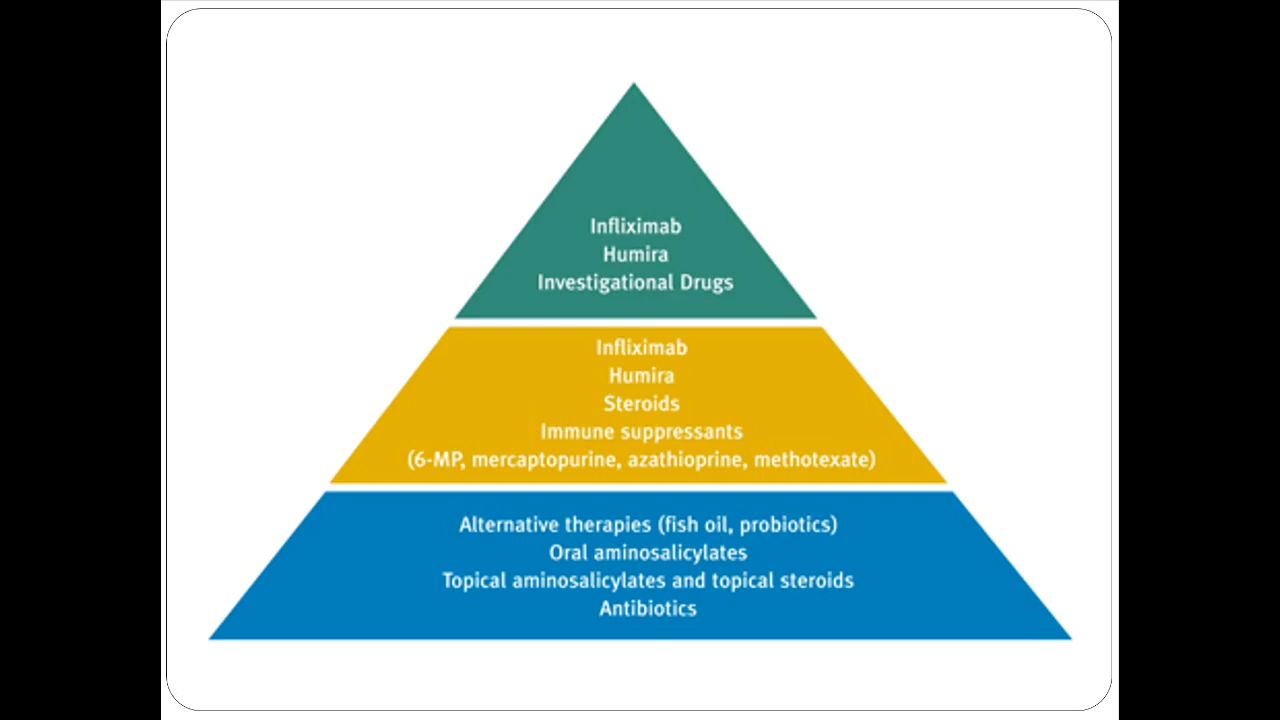 Infliximab
Humira
Investigational Drugs
Infliximab
Humira
Steroids
Immune suppressants
(6-MP, mercaptopurine, azathioprine, methotexate)
Alternative therapies (fish oil, probiotics)
Oral aminosalicylates
Topical aminosalicylates and topical steroids
Antibiotics